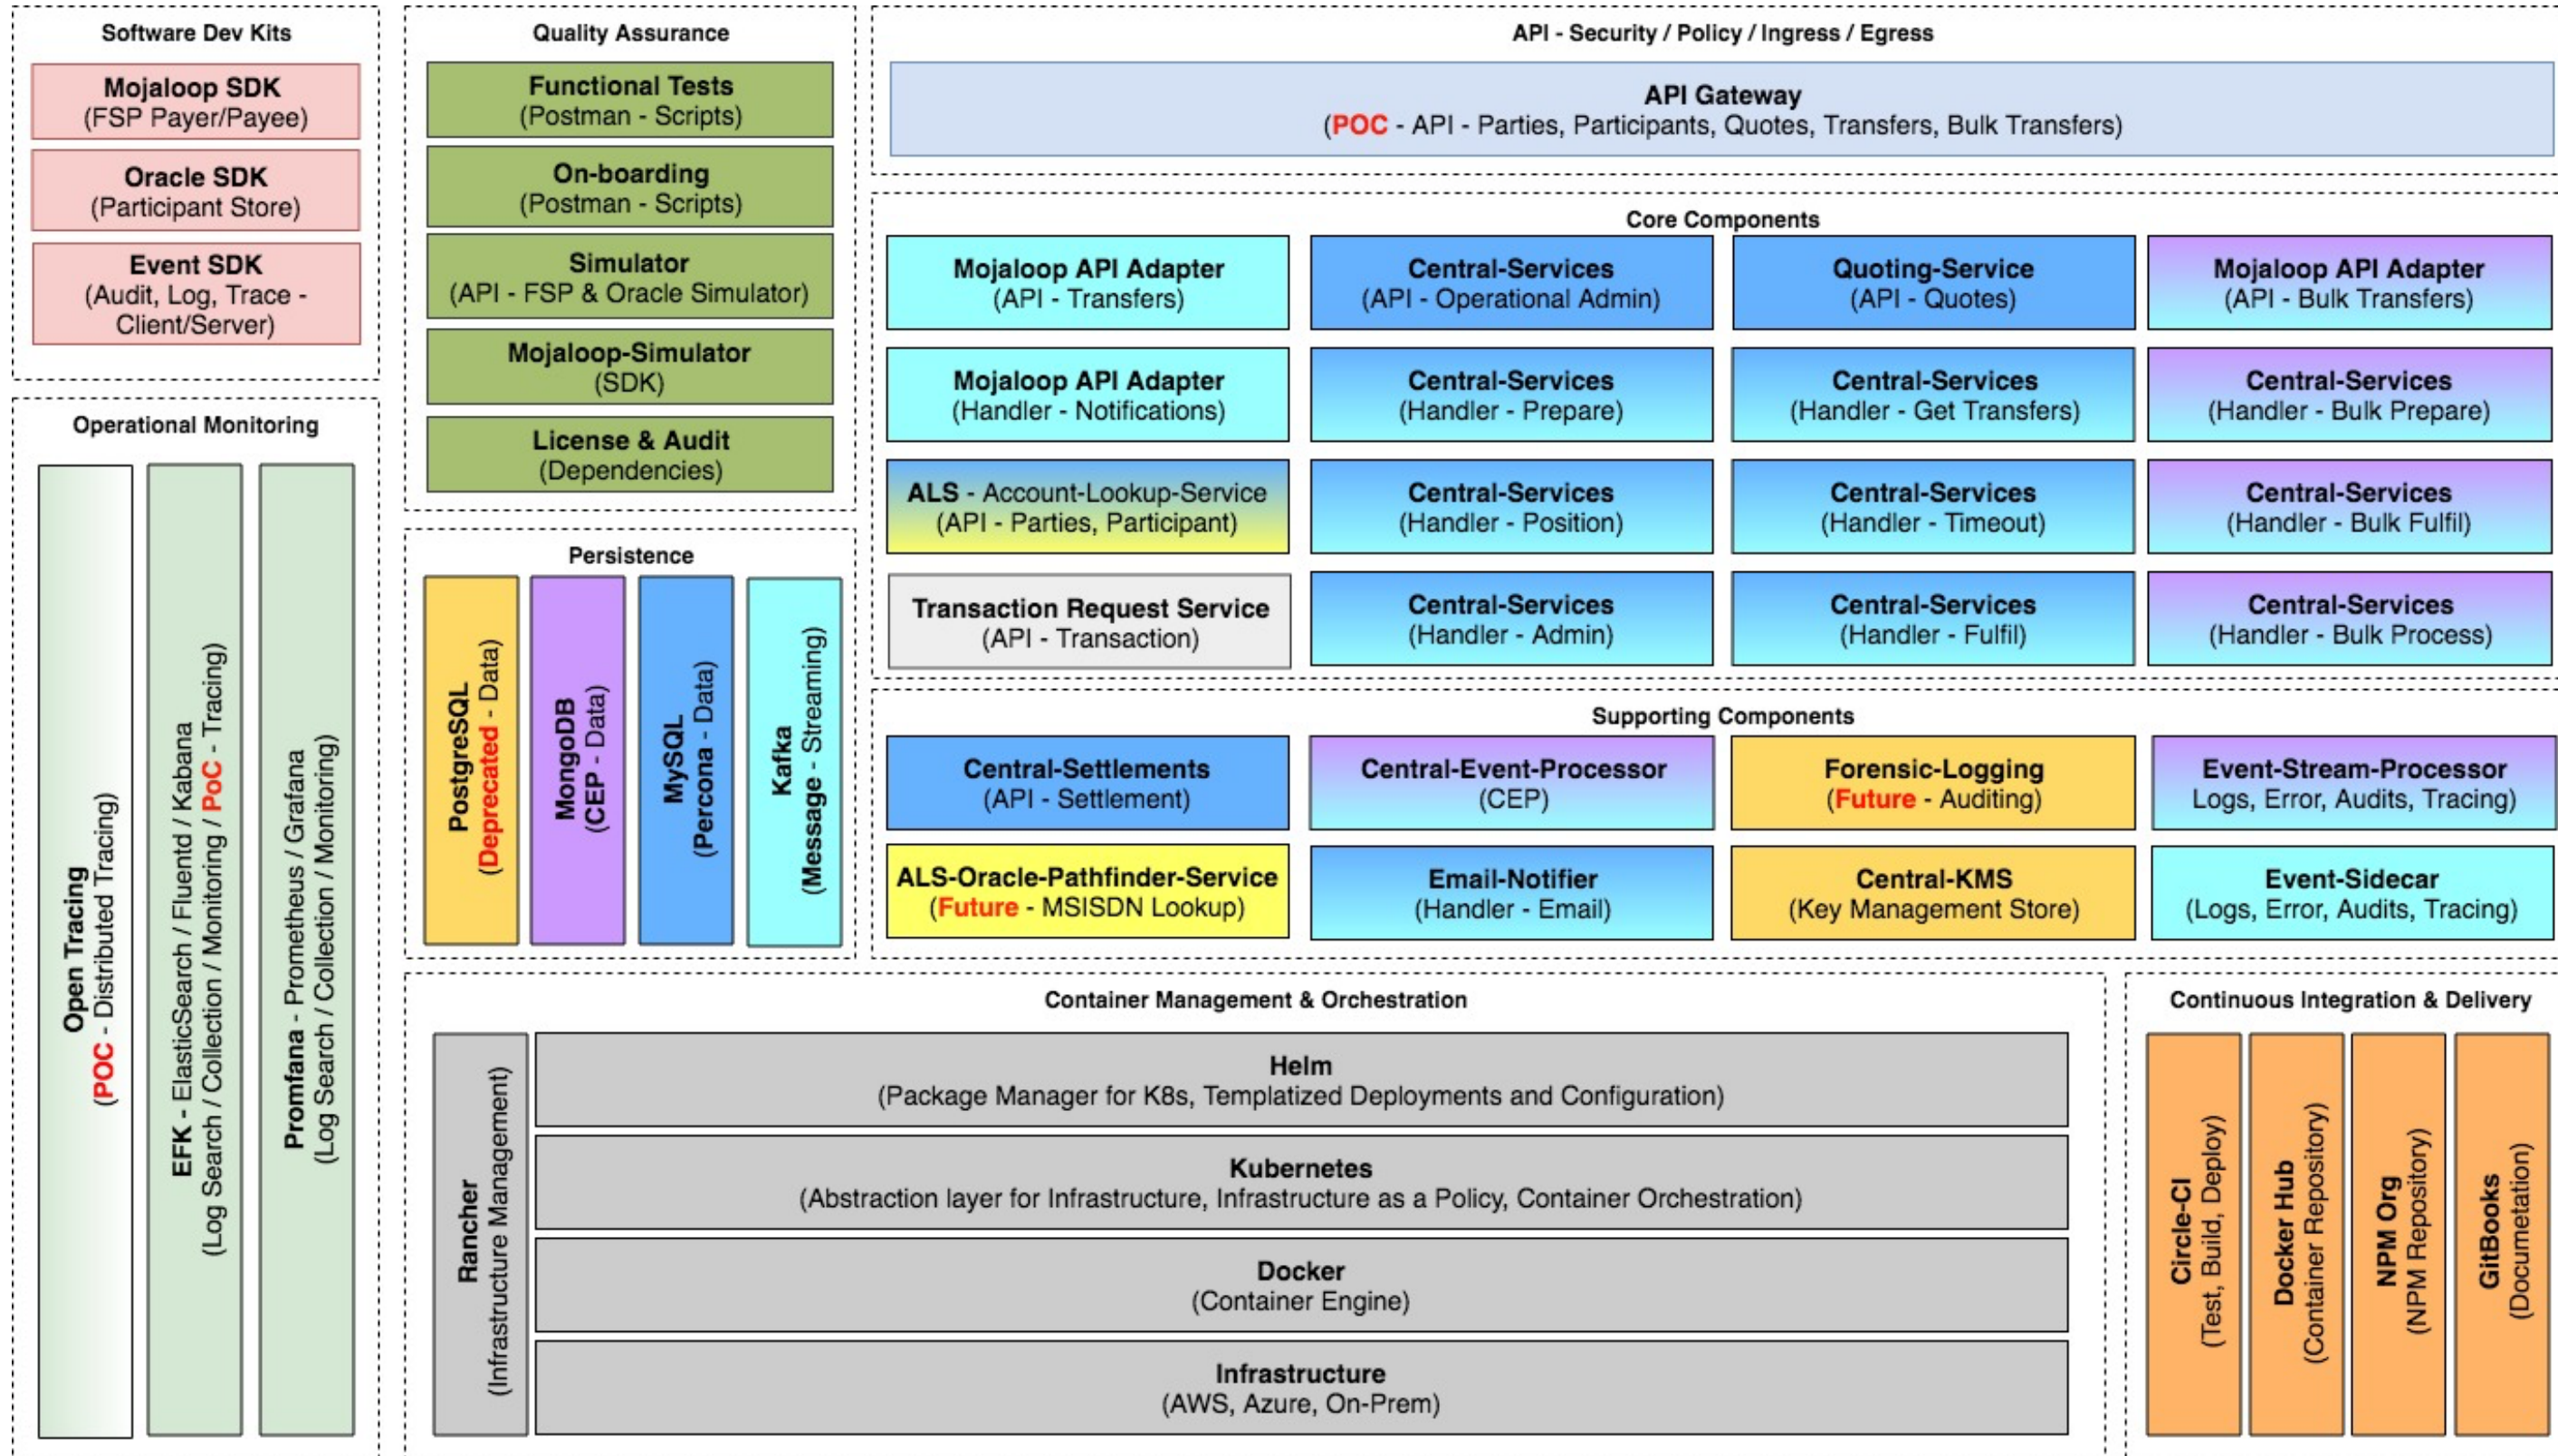 Software Dev Kits
Mojaloop SDK
(FSP Payer/Payee)
Oracle SDK
(Participant Store)
Event SDK
(Audit, Log, Trace -
Client/Server)
Operational Monitoring
Open Tracing
(POC - Distributed Tracing)
EFK - ElasticSearch / Fluentd / Kabana
(Log Search / Collection / Monitoring / PoC - Tracing)
Promfana - Prometheus / Grafana
(Log Search / Collection / Monitoring)
Quality Assurance
Functional Tests
(Postman - Scripts)
On-boarding
(Postman - Scripts)
Simulator
(API - FSP & Oracle Simulator)
Mojaloop-Simulator
(SDK)
License & Audit
(Dependencies)
Persistence
PostgreSQL
(Deprecated - Data)
MongoDB
(CEP - Data)
MySQL
(Percona - Data)
Kafka
(Message - Streaming)
API - Security / Policy / Ingress / Egress
API Gateway
(POC - API - Parties, Participants, Quotes, Transfers, Bulk Transfers)
Core Components
Mojaloop API Adapter
(API - Transfers)
Central-Services
(API - Operational Admin)
Quoting-Service
(API - Quotes)
Mojaloop API Adapter
(API - Bulk Transfers)
Mojaloop API Adapter
(Handler - Notifications)
Central-Services
(Handler - Prepare)
Central-Services
(Handler - Get Transfers)
Central-Services
(Handler - Bulk Prepare)
ALS - Account-Lookup-Service
(API - Parties, Participant)
Central-Services
(Handler - Position)
Central-Services
(Handler - Timeout)
Central-Services
(Handler - Bulk Fulfil)
Transaction Request Service
(API - Transaction)
Central-Services
(Handler - Admin)
Central-Services
(Handler - Fulfil)
Central-Services
(Handler - Bulk Process)
Supporting Components
Central-Settlements
(API - Settlement)
Central-Event-Processor
(CEP)
Forensic-Logging
(Future - Auditing)
Event-Stream-Processor
Logs, Error, Audits, Tracing)
ALS-Oracle-Pathfinder-Service
(Future - MSISDN Lookup)
Email-Notifier
(Handler - Email)
Central-KMS
(Key Management Store)
Event-Sidecar
(Logs, Error, Audits, Tracing)
Container Management & Orchestration
Rancher
(Infrastructure Management)
Helm
(Package Manager for K8s, Templatized Deployments and Configuration)
Kubernetes
(Abstraction layer for Infrastructure, Infrastructure as a Policy, Container Orchestration)
Docker
(Container Engine)
Infrastructure
(AWS, Azure, On-Prem)
Continuous Integration & Delivery
Circle-CI
(Test, Build, Deploy)
Docker Hub
(Container Repository)
NPM Org
(NPM Repository)
GitBooks
(Documetation)